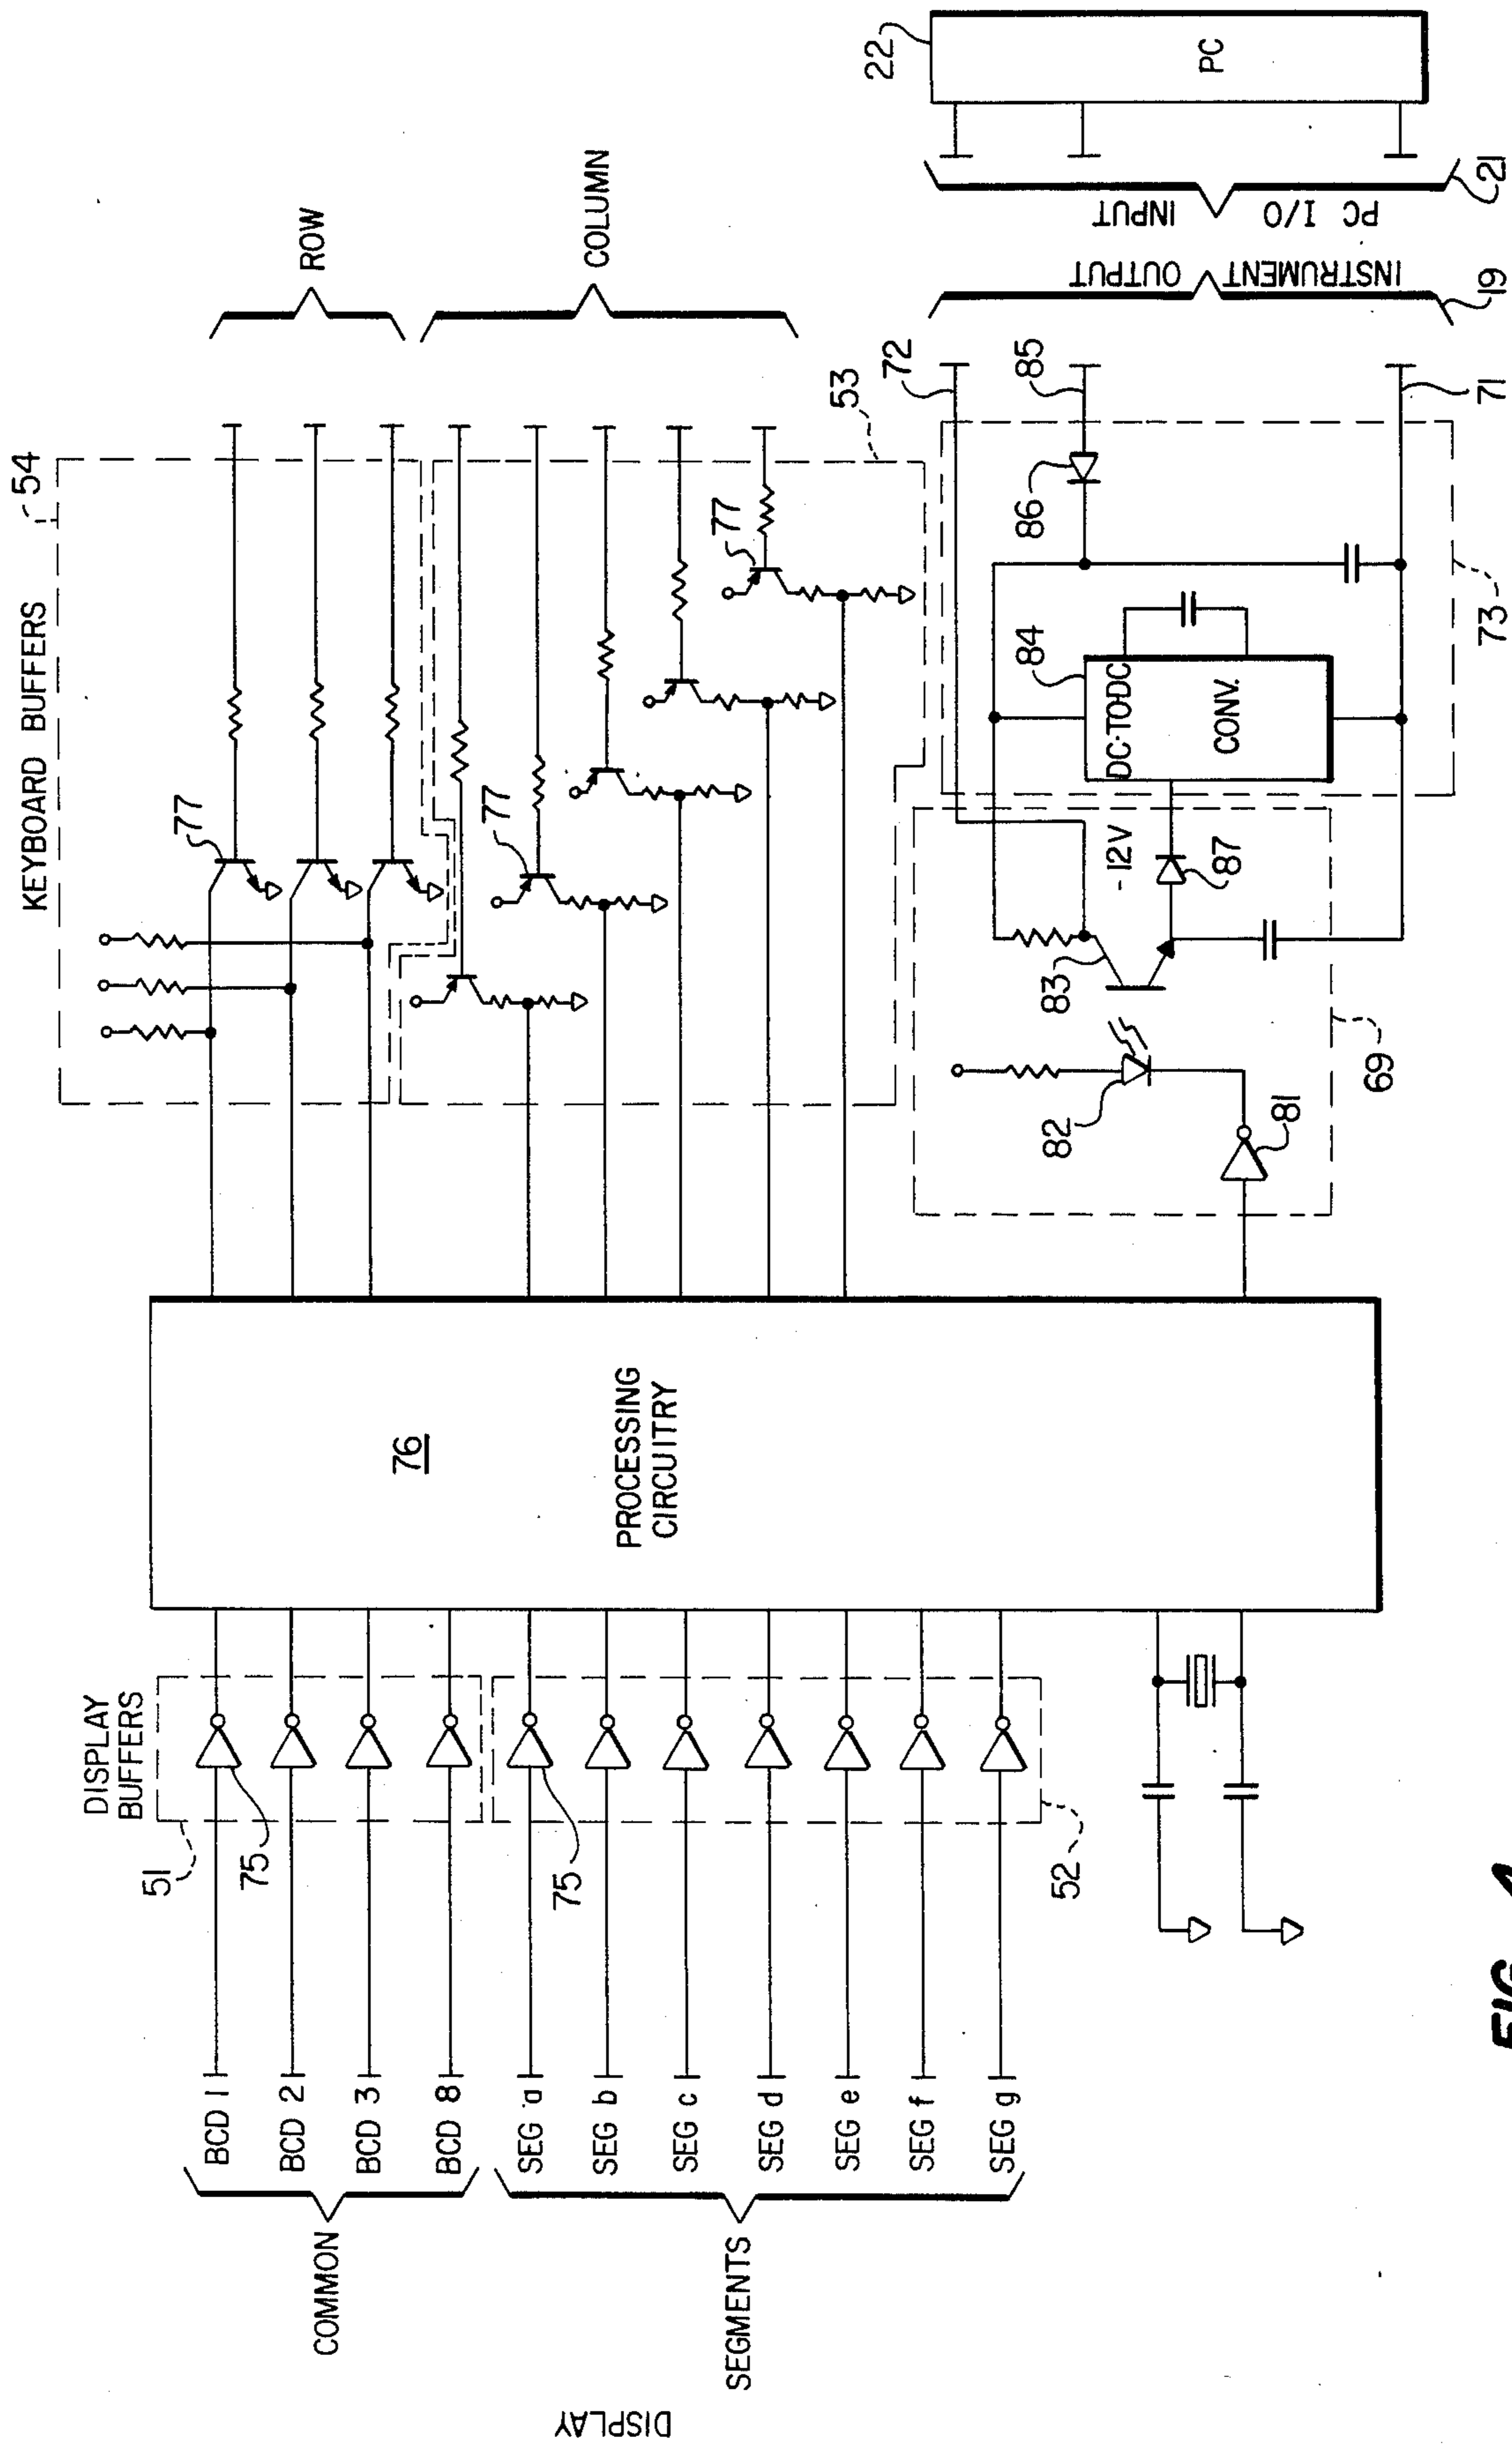 KEYBOARD BUFFERS
54
77
77
77
53
ROW
COLUMN
DISPLAY
BUFFERS
51
75
75
52
DISPLAY
COMMON
BCD 1
BCD 2
BCD 3
BCD 8
SEGMENTS
SEG a
SEG b
SEG c
SEG d
SEG e
SEG f
SEG g
76
PROCESSING
CIRCUITRY
81
82
83
69
-12V
87
84
DC-TO-DC
CONV.
86
85
72
71
73
INSTRUMENT OUTPUT
19
PC I/O INPUT
21
22
PC